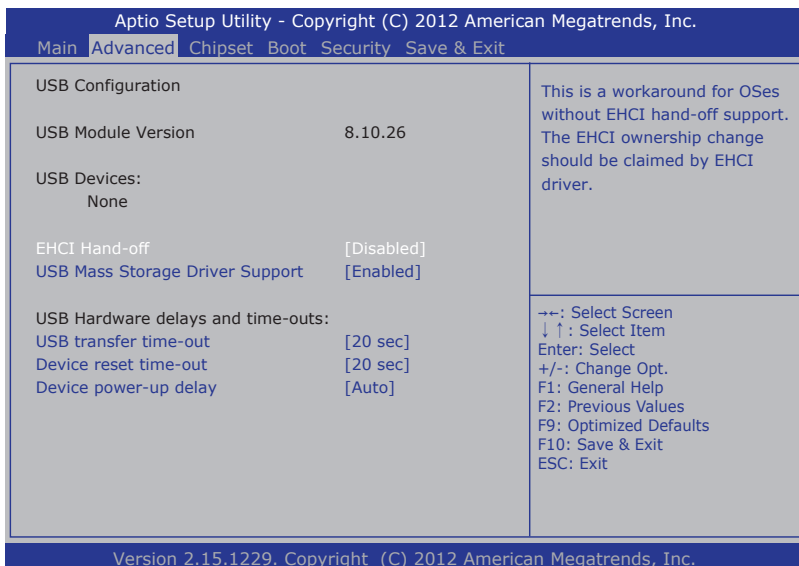 Aptio Setup Utility - Copyright (C) 2012 American Megatrends, Inc.
Main Advanced Chipset Boot Security Save & Exit
USB Configuration
USB Module Version 8.10.26
USB Devices:
None
EHCI Hand-off [Disabled]
USB Mass Storage Driver Support [Enabled]
USB Hardware delays and time-outs:
USB transfer time-out [20 sec]
Device reset time-out [20 sec]
Device power-up delay [Auto]
This is a workaround for OSes
without EHCI hand-off support.
The EHCI ownership change
should be claimed by EHCI
driver.
→←: Select Screen
↓↑: Select Item
Enter: Select
+/-: Change Opt.
F1: General Help
F2: Previous Values
F9: Optimized Defaults
F10: Save & Exit
ESC: Exit
Version 2.15.1229. Copyright (C) 2012 American Megatrends, Inc.